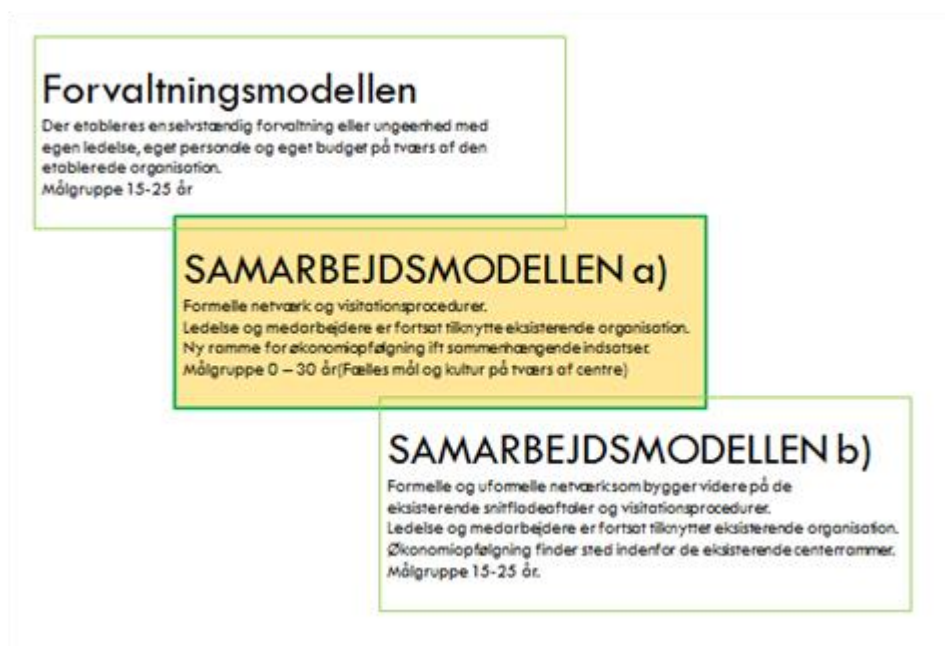 Forvaltningsmodellen
Der etableres en selvstændig forvaltning eller ungeenhed med
egen ledelse, eget personale og eget budget på tværs af den
etablerede organisation.
Målgruppe 15-25 år
SAMARBEJDSMODELLEN a)
Formelle netværk og visitationsprocedurer.
Ledelse og medarbejdere er fortsat tilknytte eksisterende organisation.
Ny ramme for økonomiopfølgning ift sammenhængende indsatser.
Målgruppe 0 – 30 år(Fælles mål og kultur på tværs af centre)
SAMARBEJDSMODELLEN b)
Formelle og uformelle netværk som bygger videre på de
eksisterende snitfladeaftaler og visitationsprocedurer.
Ledelse og medarbejdere er fortsat tilknyttet eksisterende organisation.
Økonomiopfølgning finder sted indenfor de eksisterende centerrammer.
Målgruppe 15-25 år.